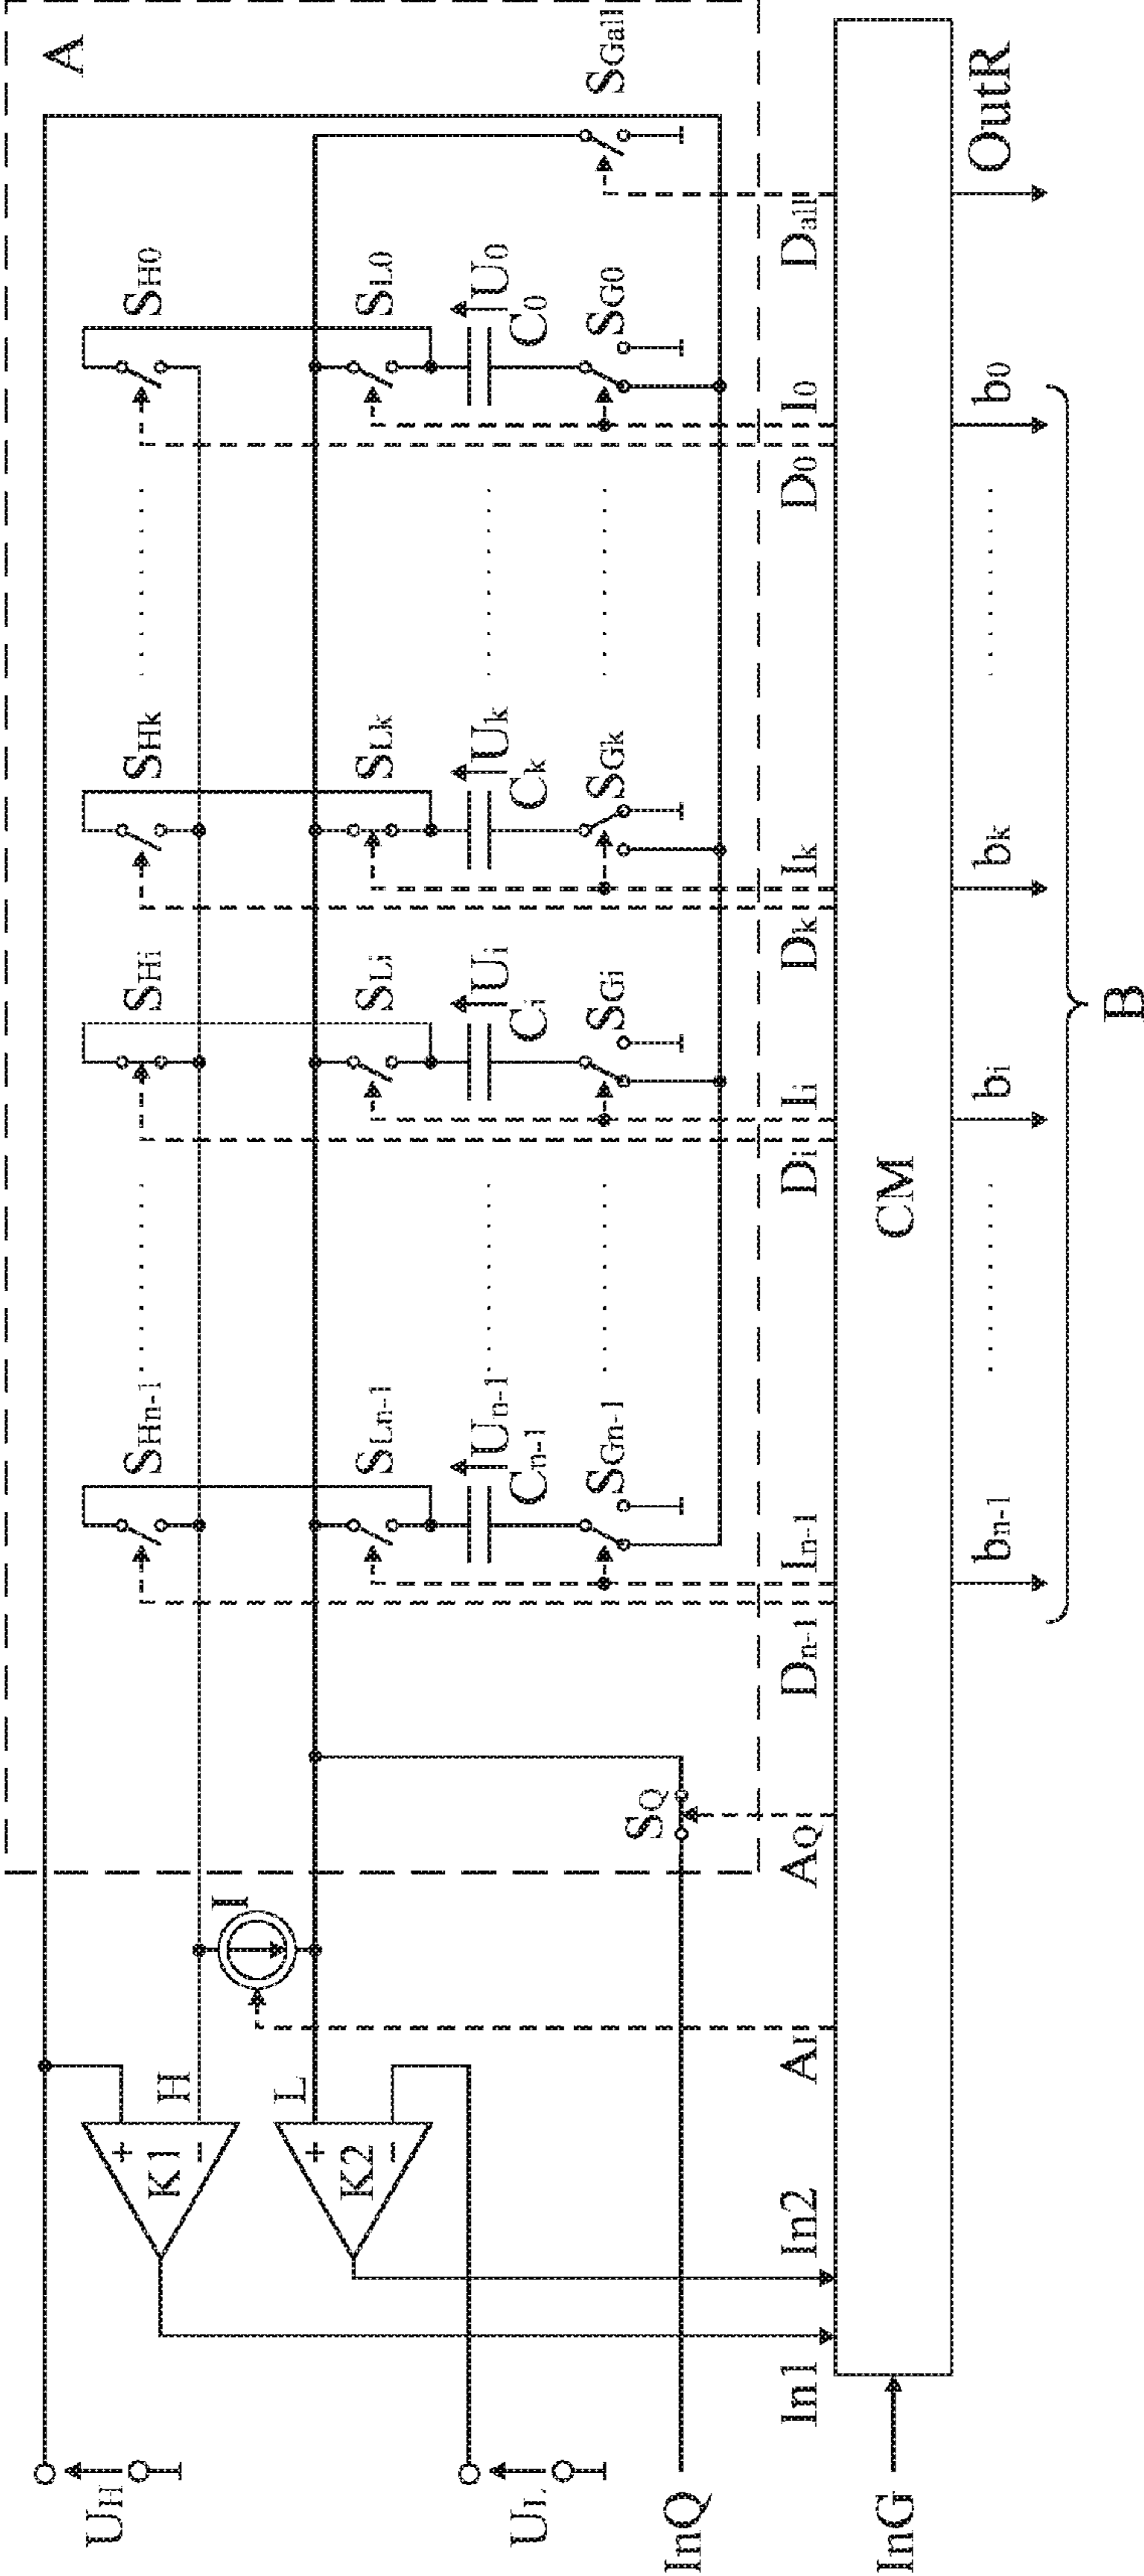 A
SHn-1
SHi
SHk
SH0
UH
K1
+
−
H
I
K2
+
−
L
SLn-1
SLi
SLk
SL0
Un-1
Cn-1
Ui
Ci
Uk
Ck
U0
C0
UL
SGn-1
SGi
SGk
SG0
SGall
SQ
InQ
In1
In2
AI
AQ
Dn-1
In-1
Di
Ii
Dk
Ik
D0
I0
Dall
InG
CM
bn-1
bi
bk
b0
OutR
B